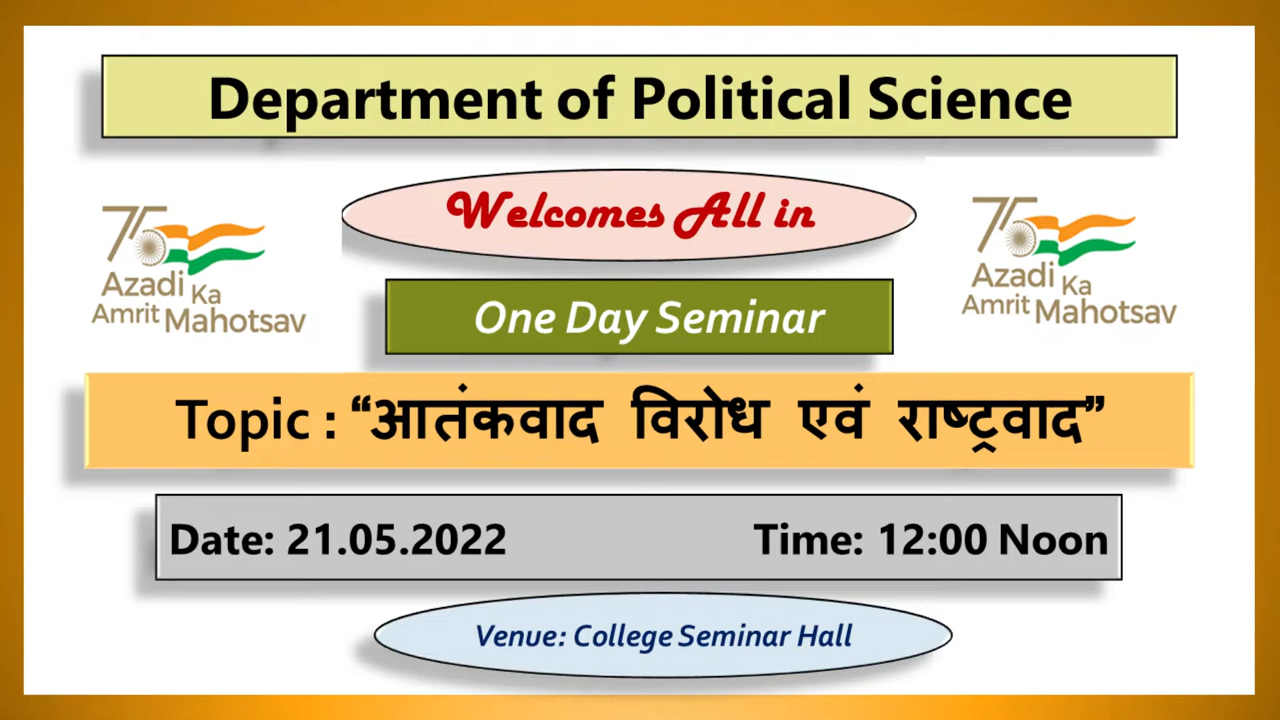 Department of Political Science
Welcomes All in
75
Azadi Ka
Amrit Mahotsav
75
Azadi Ka
Amrit Mahotsav
One Day Seminar
Topic : “आतंकवाद विरोध एवं राष्ट्रवाद”
Date: 21.05.2022 Time: 12:00 Noon
Venue: College Seminar Hall